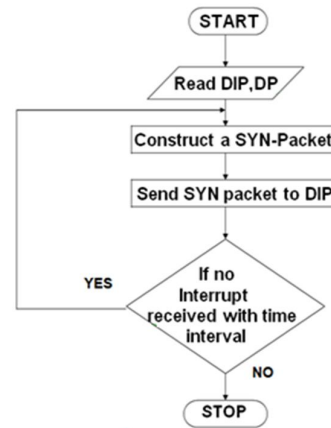 START
Read DIP,DP
Construct a SYN-Packet
Send SYN packet to DIP
If no
Interrupt
received with time
interval
YES
NO
STOP